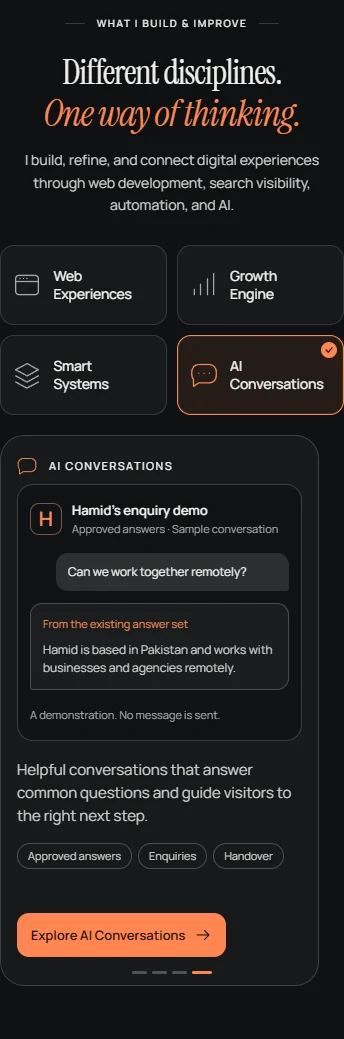 WHAT I BUILD & IMPROVE
Different disciplines.
One way of thinking.
I build, refine, and connect digital experiences
through web development, search visibility,
automation, and AI.
Web
Experiences
Growth
Engine
Smart
Systems
AI
Conversations
AI CONVERSATIONS
H
Hamid's enquiry demo
Approved answers · Sample conversation
Can we work together remotely?
From the existing answer set
Hamid is based in Pakistan and works with
businesses and agencies remotely.
A demonstration. No message is sent.
Helpful conversations that answer
common questions and guide visitors to
the right next step.
Approved answers
Enquiries
Handover
Explore AI Conversations →